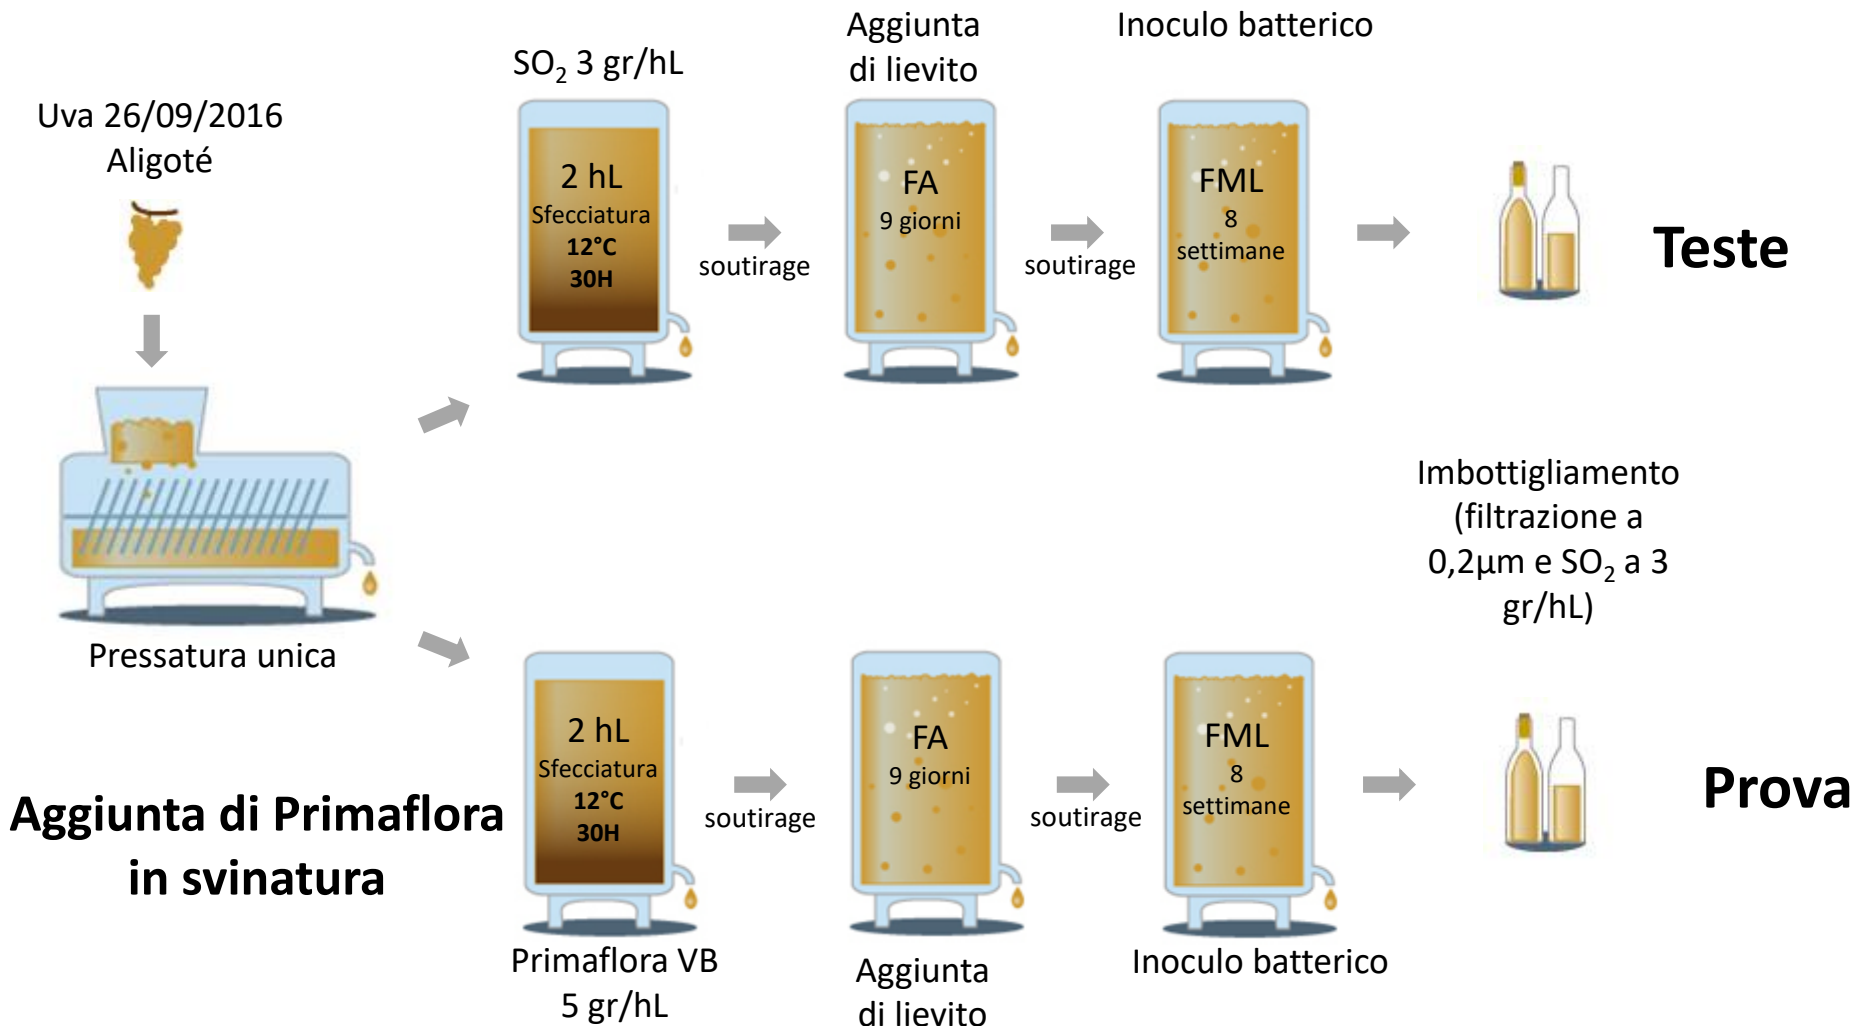 Uva 26/09/2016
Aligoté
Pressatura unica
SO₂ 3 gr/hL
2 hL
Sfecciatura
12°C
30H
soutirage
Aggiunta
di lievito
FA
9 giorni
soutirage
Inoculo batterico
FML
8
settimane
Teste
Imbottigliamento
(filtrazione a
0,2µm e SO₂ a 3
gr/hL)
Aggiunta di Primaflora
in svinatura
2 hL
Sfecciatura
12°C
30H
Primaflora VB
5 gr/hL
soutirage
FA
9 giorni
Aggiunta
di lievito
soutirage
FML
8
settimane
Inoculo batterico
Prova